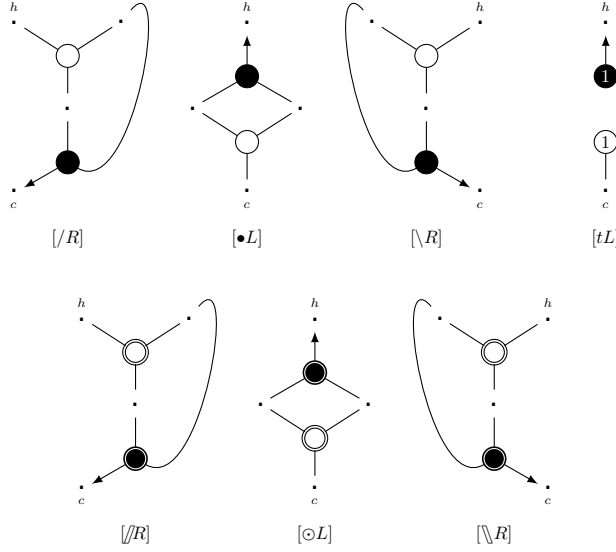 h h h
1
1
c c c c
[/R] [•L] [\R] [tL]
h h h
c c c
[⫽R] [⊙L] [⑊R]